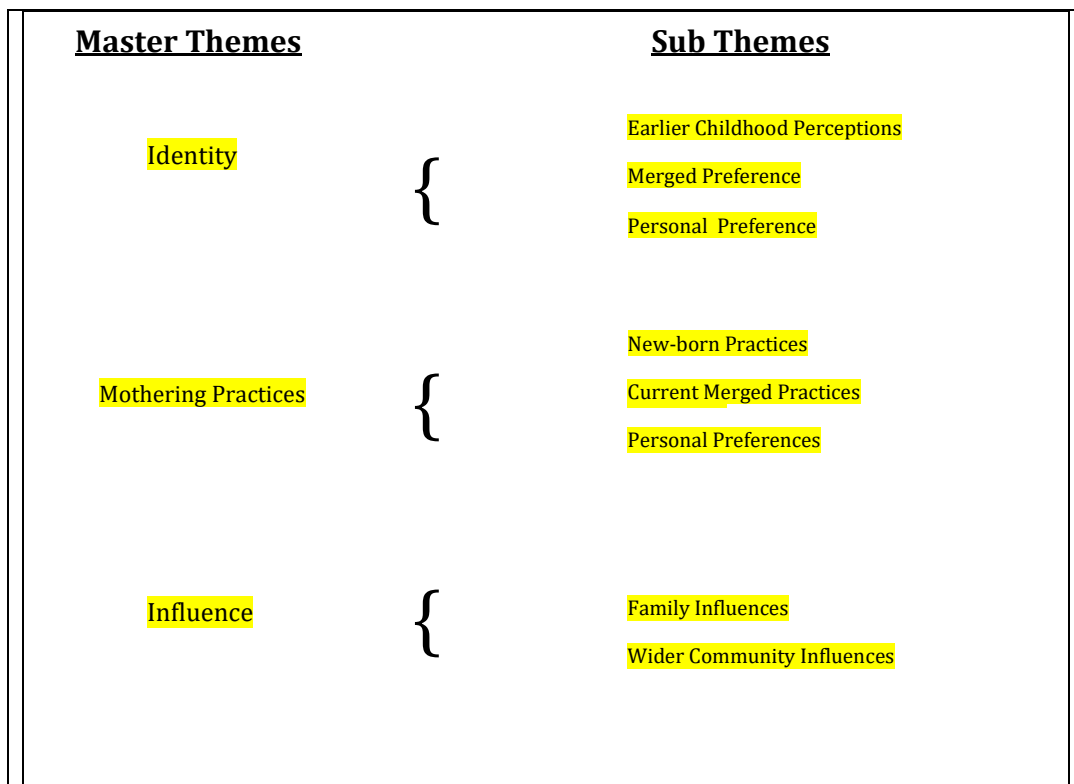 Master Themes Sub Themes
Identity {
Earlier Childhood Perceptions
Merged Preference
Personal  Preference
Mothering Practices {
New-born Practices
Current Merged Practices
Personal Preferences
Influence {
Family Influences
Wider Community Influences